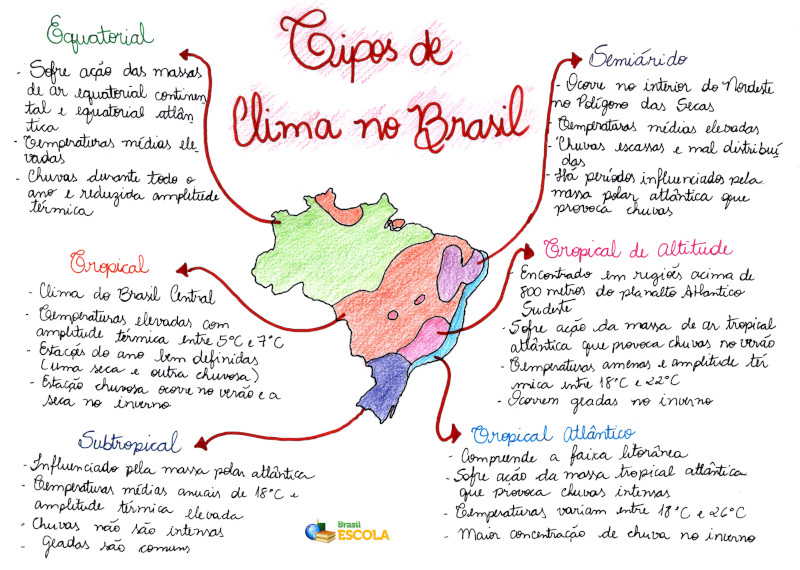 Tipos de
Clima no Brasil
Equatorial
- Sofre ação das massas
de ar equatorial continen
tal e equatorial atlân
tica
- Temperaturas médias ele
vadas
- Chuvas durante todo o
ano e reduzida amplitude
térmica
Tropical
- Clima do Brasil Central
- Temperaturas elevadas com
amplitude térmica entre 5°C e 7°C
- Estações do ano bem definidas
(uma seca e outra chuvosa)
- Estação chuvosa ocorre no verão e a
seca no inverno
Subtropical
- Influenciado pela massa polar atlântica
- Temperaturas médias anuais de 18°C e
amplitude térmica elevada
- Chuvas não são intensas
- Geadas são comuns
Semiárido
- Ocorre no interior do Nordeste
no Polígono das Secas
- Temperaturas médias elevadas
- Chuvas escassas e mal distribuí
das
- Há períodos influenciados pela
massa polar atlântica que
provoca chuvas
Tropical de Altitude
- Encontrado em regiões acima de
800 metros do planalto Atlantico
Sudeste
- Sofre ação da massa de ar tropical
atlântica que provoca chuvas no verão
- Temperaturas amenas e amplitude tér
mica entre 18°C e 22°C
- Ocorrem geadas no inverno
Tropical Atlântico
- Compreende a faixa litorânea
- Sofre ação da massa tropical atlântica
que provoca chuvas intensas
- Temperaturas variam entre 18°C e 26°C
- Maior concentração de chuva no inverno
Brasil
ESCOLA